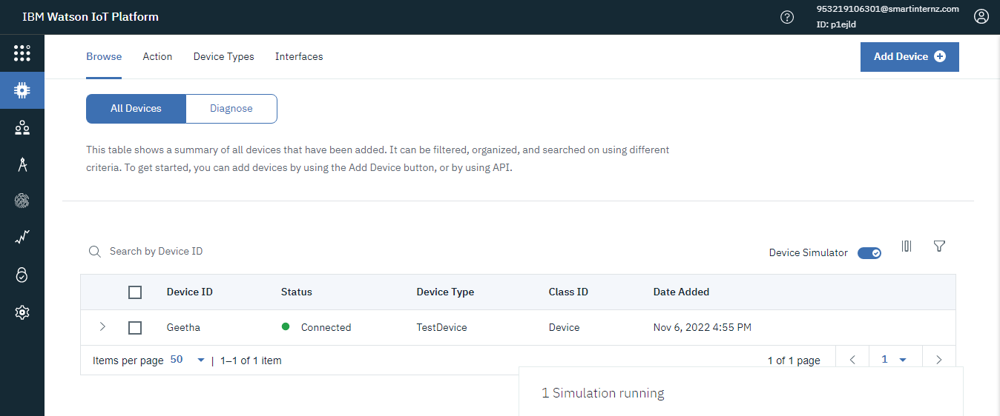 IBM Watson IoT Platform
953219106301@smartinternz.com
ID: p1ejld
Browse Action Device Types Interfaces
Add Device
All Devices Diagnose
This table shows a summary of all devices that have been added. It can be filtered, organized, and searched on using different
criteria. To get started, you can add devices by using the Add Device button, or by using API.
Search by Device ID
Device Simulator
Device ID Status Device Type Class ID Date Added
Geetha Connected TestDevice Device Nov 6, 2022 4:55 PM
Items per page 50 | 1–1 of 1 item
1 of 1 page 1
1 Simulation running